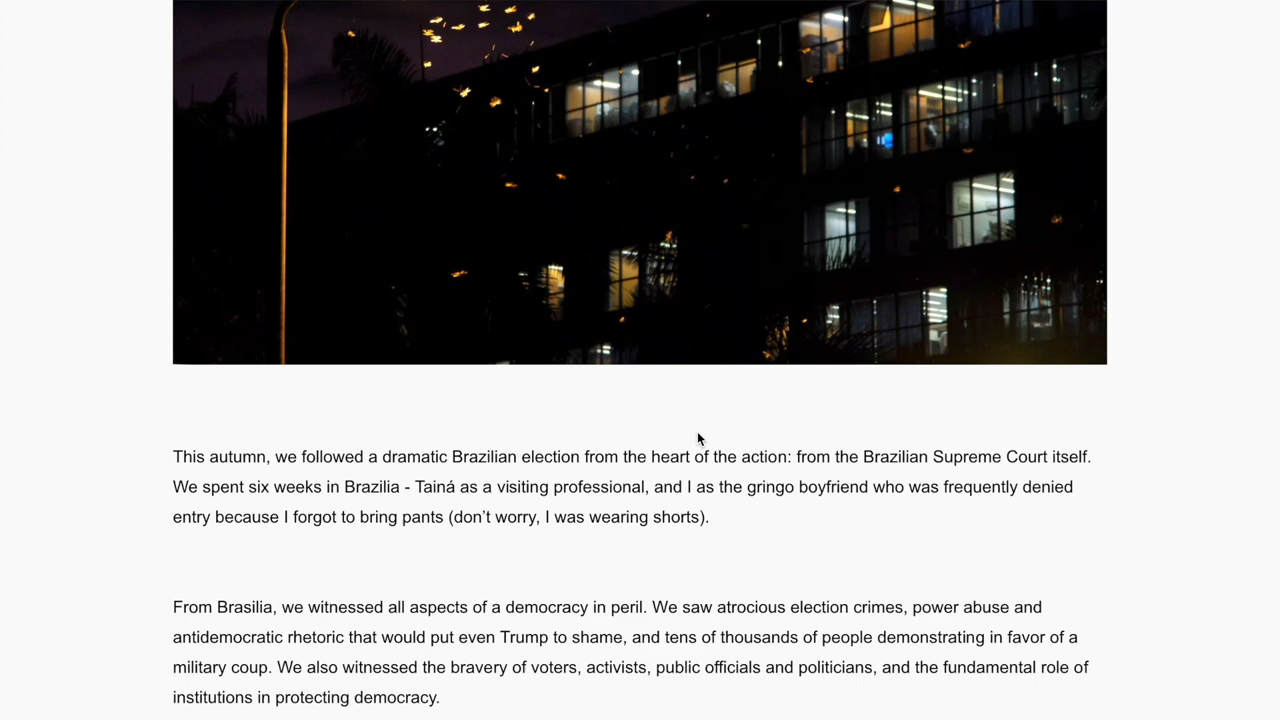 This autumn, we followed a dramatic Brazilian election from the heart of the action: from the Brazilian Supreme Court itself.
We spent six weeks in Brazilia - Tainá as a visiting professional, and I as the gringo boyfriend who was frequently denied
entry because I forgot to bring pants (don’t worry, I was wearing shorts).
From Brasilia, we witnessed all aspects of a democracy in peril. We saw atrocious election crimes, power abuse and
antidemocratic rhetoric that would put even Trump to shame, and tens of thousands of people demonstrating in favor of a
military coup. We also witnessed the bravery of voters, activists, public officials and politicians, and the fundamental role of
institutions in protecting democracy.